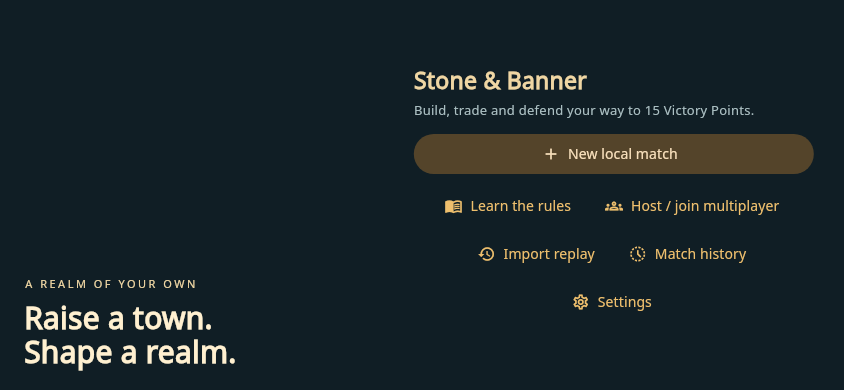 Stone & Banner
Build, trade and defend your way to 15 Victory Points.
New local match
Learn the rules
Host / join multiplayer
Import replay
Match history
Settings
A REALM OF YOUR OWN
Raise a town.
Shape a realm.